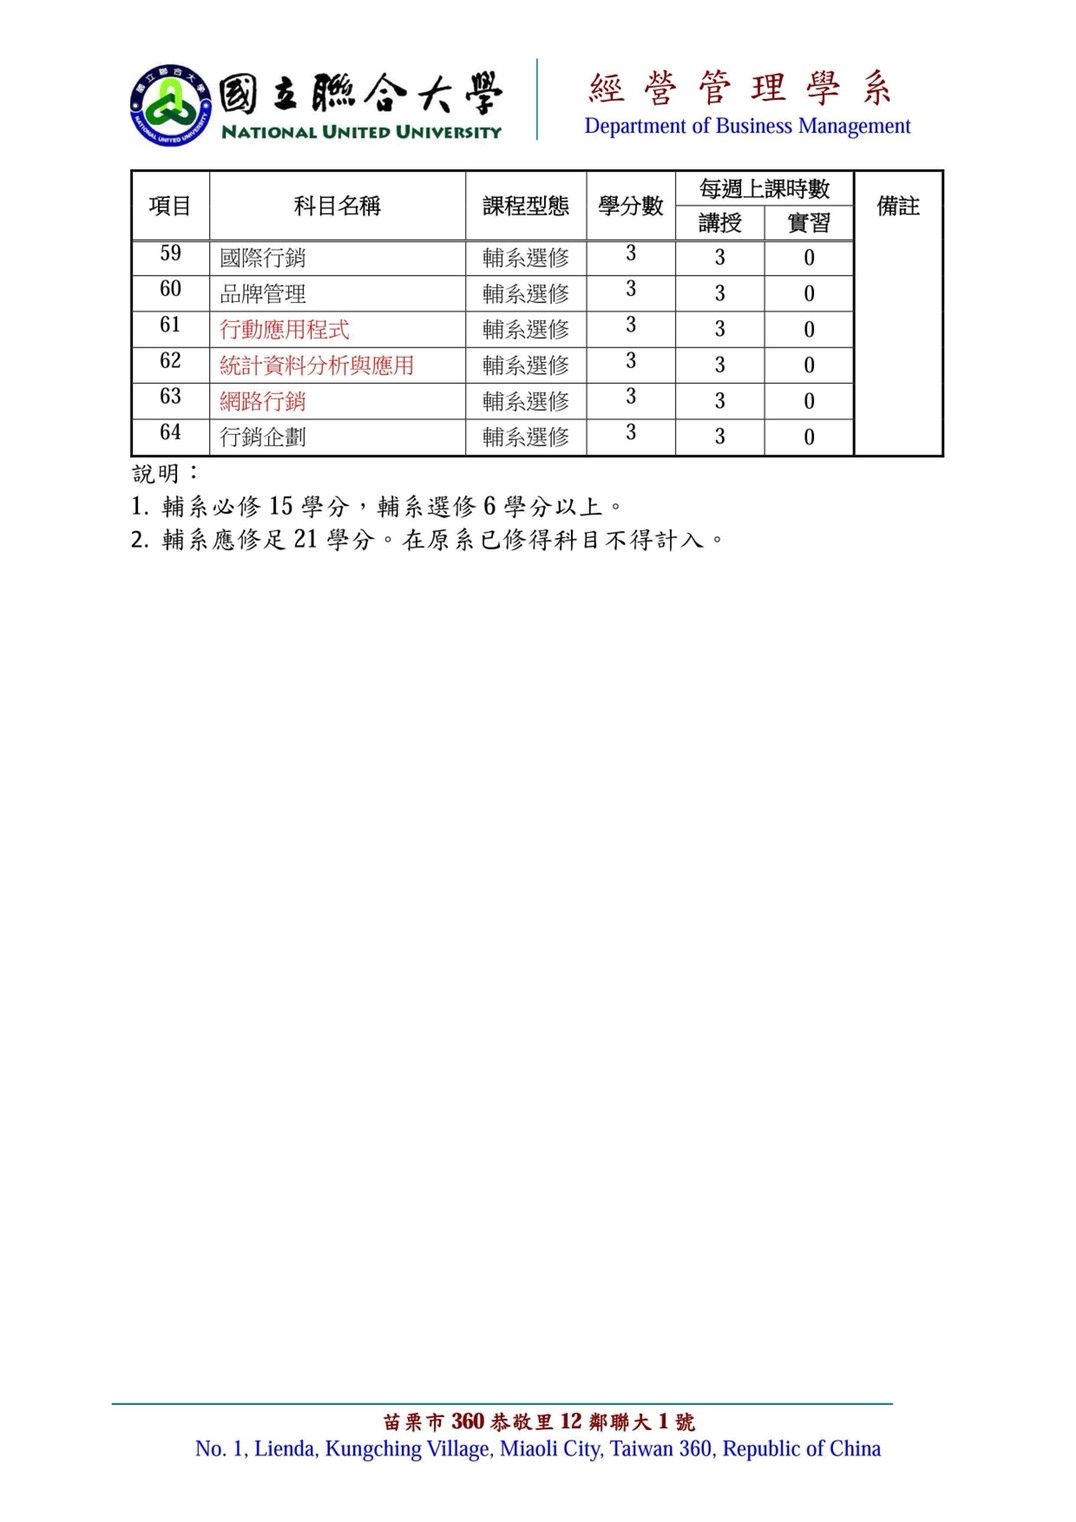 國立聯合大學
NATIONAL UNITED UNIVERSITY
經營管理學系
Department of Business Management
項目 科目名稱 課程型態 學分數 每週上課時數 備註
講授 實習
59 國際行銷 輔系選修 3 3 0
60 品牌管理 輔系選修 3 3 0
61 行動應用程式 輔系選修 3 3 0
62 統計資料分析與應用 輔系選修 3 3 0
63 網路行銷 輔系選修 3 3 0
64 行銷企劃 輔系選修 3 3 0
說明：
1. 輔系必修 15 學分，輔系選修 6 學分以上。
2. 輔系應修足 21 學分。在原系已修得科目不得計入。
苗栗市 360 恭敬里 12 鄰聯大 1 號
No. 1, Lienda, Kungching Village, Miaoli City, Taiwan 360, Republic of China